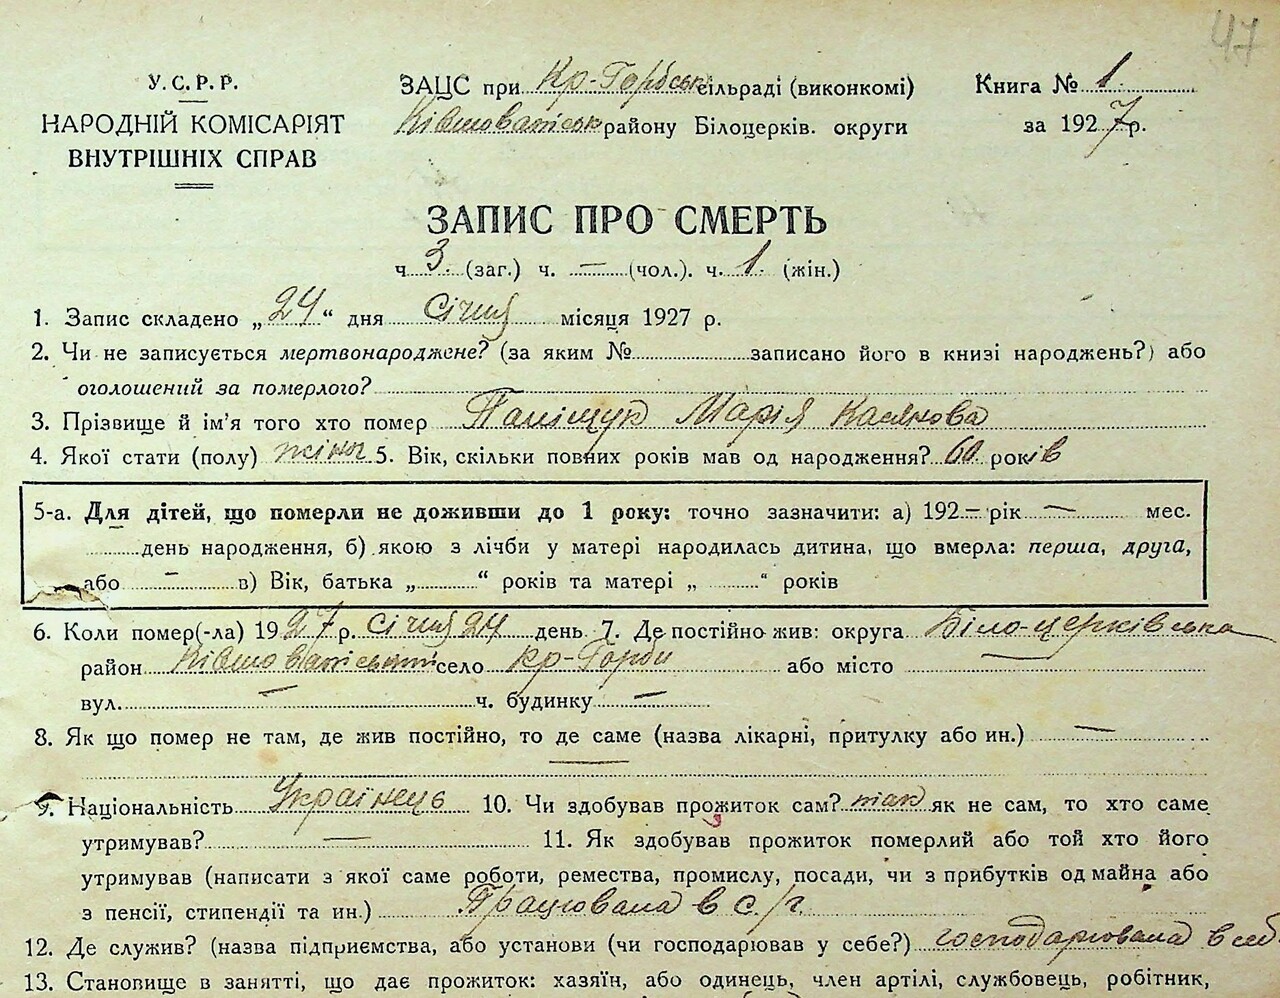 47
У.С.Р.Р.
НАРОДНІЙ КОМІСАРІЯТ
ВНУТРІШНІХ СПРАВ
ЗАЦС при Кр-Горбськ сільраді (виконкомі)
Ківшоватськ району Білоцерків. округи
Книга № 1
за 1927 р.
ЗАПИС ПРО СМЕРТЬ
ч 3 (заг.) ч. — (чол.). ч. 1 (жін.)
1. Запис складено „24“ дня Січня місяця 1927 р.
2. Чи не записується мертвонароджене? (за яким № записано його в книзі народжень?) або
оголошений за померлого?
3. Прізвище й ім'я того хто помер Паліщук Марія Касянова
4. Якої стати (полу) жіноч 5. Вік, скільки повних років мав од народження? 60 років
5-а. Для дітей, що померли не доживши до 1 року: точно зазначити: а) 192— рік — мес.
день народження, б) якою з лічби у матері народилась дитина, що вмерла: перша, друга,
або — в) Вік, батька „ “ років та матері „ “ років
6. Коли помер(-ла) 1927 р. Січня 24 день 7. Де постійно жив: округа Біло-церківська
район Ківшоватський село Кр-Горби або місто —
вул. — ч. будинку —
8. Як що помер не там, де жив постійно, то де саме (назва лікарні, притулку або ин.) —
—
9. Національність Українець 10. Чи здобував прожиток сам? так як не сам, то хто саме
утримував? — 11. Як здобував прожиток померлий або той хто його
утримував (написати з якої саме роботи, ремества, промислу, посади, чи з прибутків од майна або
з пенсії, стипендії та ин.) Працювала в с/г.
12. Де служив? (назва підприємства, або установи (чи господарював у себе?) господарювала в себ
13. Становище в занятті, що дає прожиток: хазяїн, або одинець, член артілі, службовець, робітник,